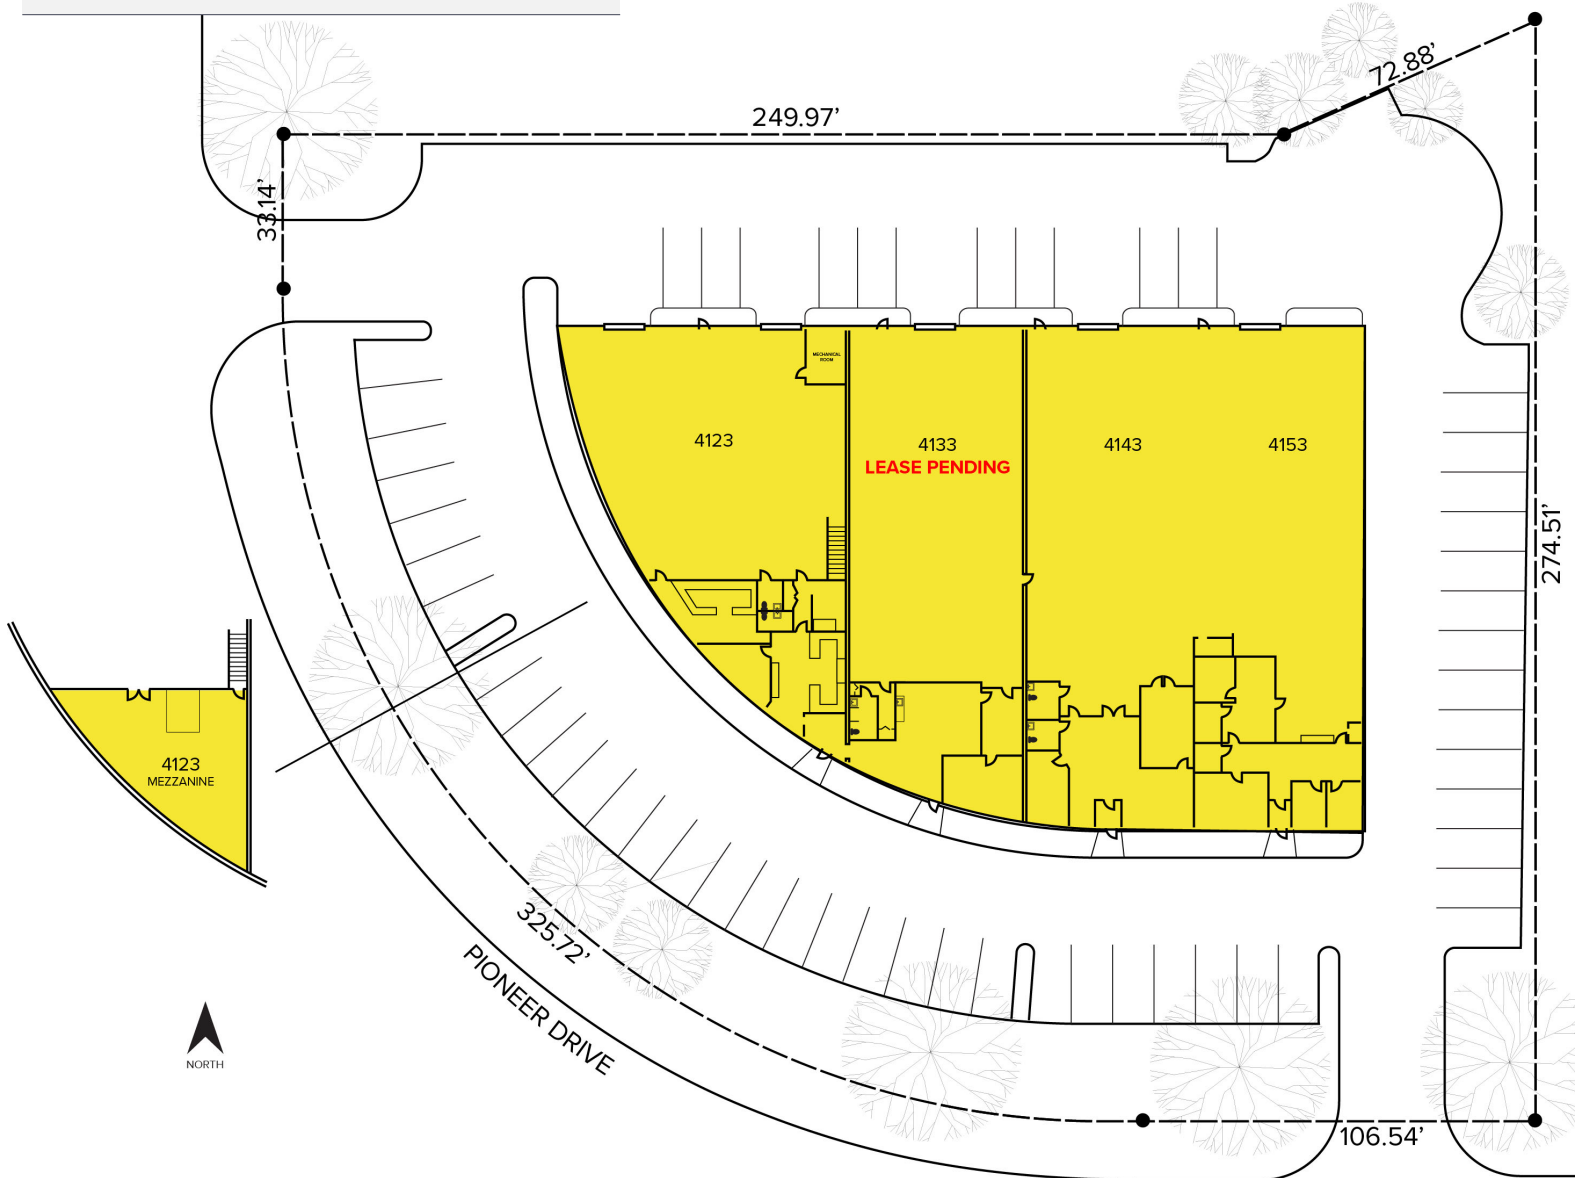 72.88’
249.97’
33.14’
MECHANICAL
ROOM
4123
4133
LEASE PENDING
4143
4153
274.51’
4123
MEZZANINE
325.72’
PIONEER DRIVE
NORTH
106.54’